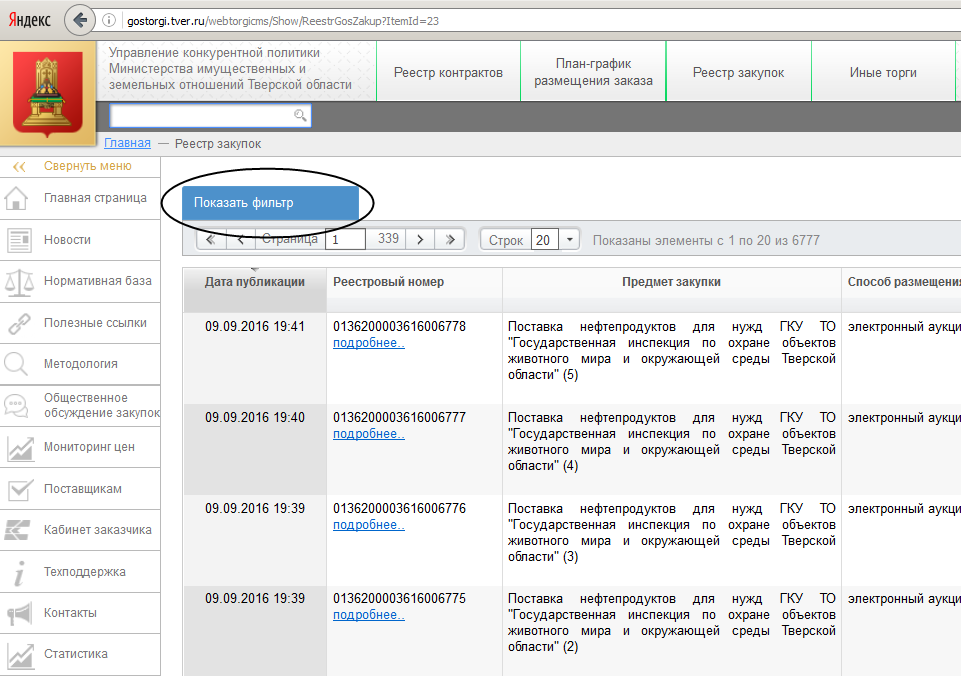 Яндекс
gostorgi.tver.ru/webtorgicms/Show/ReestrGosZakup?ItemId=23
Управление конкурентной политики
Министерства имущественных и
земельных отношений Тверской области
Реестр контрактов
План-график
размещения заказа
Реестр закупок
Иные торги
Главная — Реестр закупок
Свернуть меню
Главная страница
Новости
Нормативная база
Полезные ссылки
Методология
Общественное
обсуждение закупок
Мониторинг цен
Поставщикам
Кабинет заказчика
Техподдержка
Контакты
Статистика
Показать фильтр
Страница 1 339 Строк 20 Показаны элементы с 1 по 20 из 6777
Дата публикации Реестровый номер Предмет закупки Способ размещени
09.09.2016 19:41 0136200003616006778 Поставка нефтепродуктов для нужд ГКУ ТО электронный аукци
подробнее.. "Государственная инспекция по охране объектов
животного мира и окружающей среды Тверской
области" (5)
09.09.2016 19:40 0136200003616006777 Поставка нефтепродуктов для нужд ГКУ ТО электронный аукци
подробнее.. "Государственная инспекция по охране объектов
животного мира и окружающей среды Тверской
области" (4)
09.09.2016 19:39 0136200003616006776 Поставка нефтепродуктов для нужд ГКУ ТО электронный аукци
подробнее.. "Государственная инспекция по охране объектов
животного мира и окружающей среды Тверской
области" (3)
09.09.2016 19:39 0136200003616006775 Поставка нефтепродуктов для нужд ГКУ ТО электронный аукци
подробнее.. "Государственная инспекция по охране объектов
животного мира и окружающей среды Тверской
области" (2)